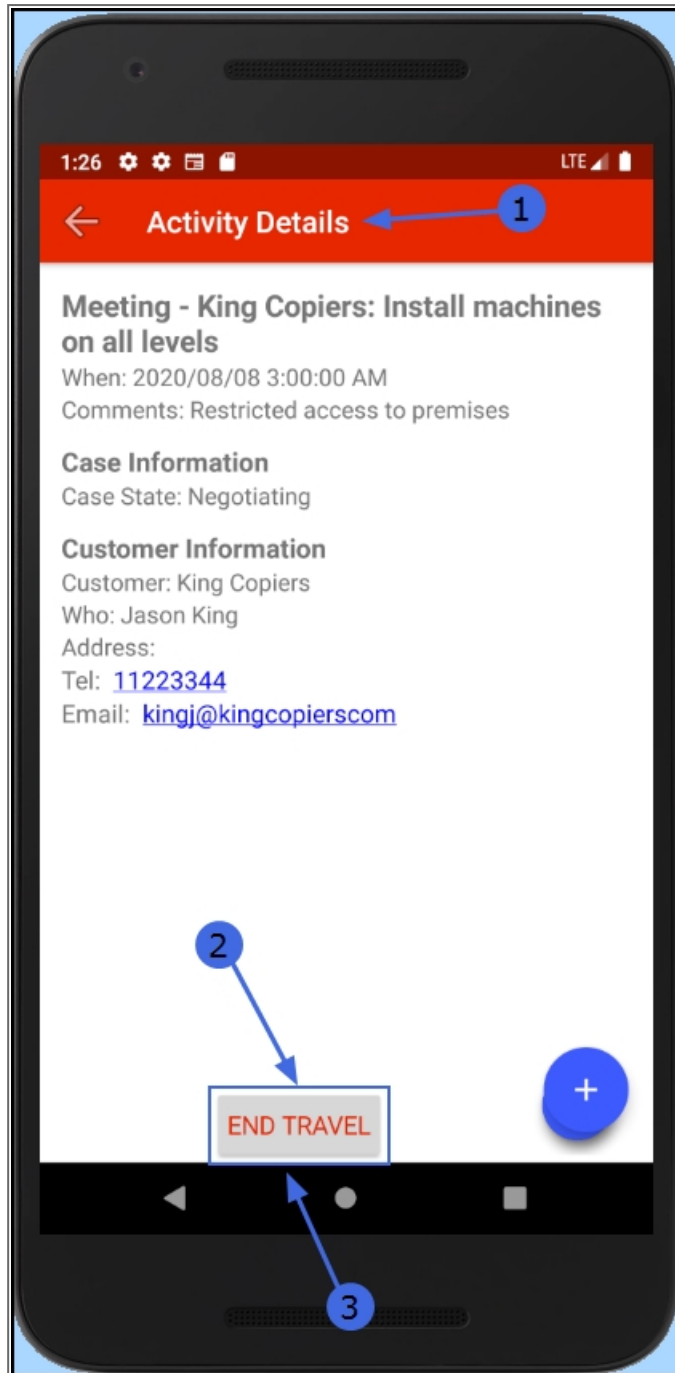 1:26 LTE
Activity Details
1
Meeting - King Copiers: Install machines
on all levels
When: 2020/08/08 3:00:00 AM
Comments: Restricted access to premises
Case Information
Case State: Negotiating
Customer Information
Customer: King Copiers
Who: Jason King
Address:
Tel: 11223344
Email: kingj@kingcopierscom
2
+
END TRAVEL
3